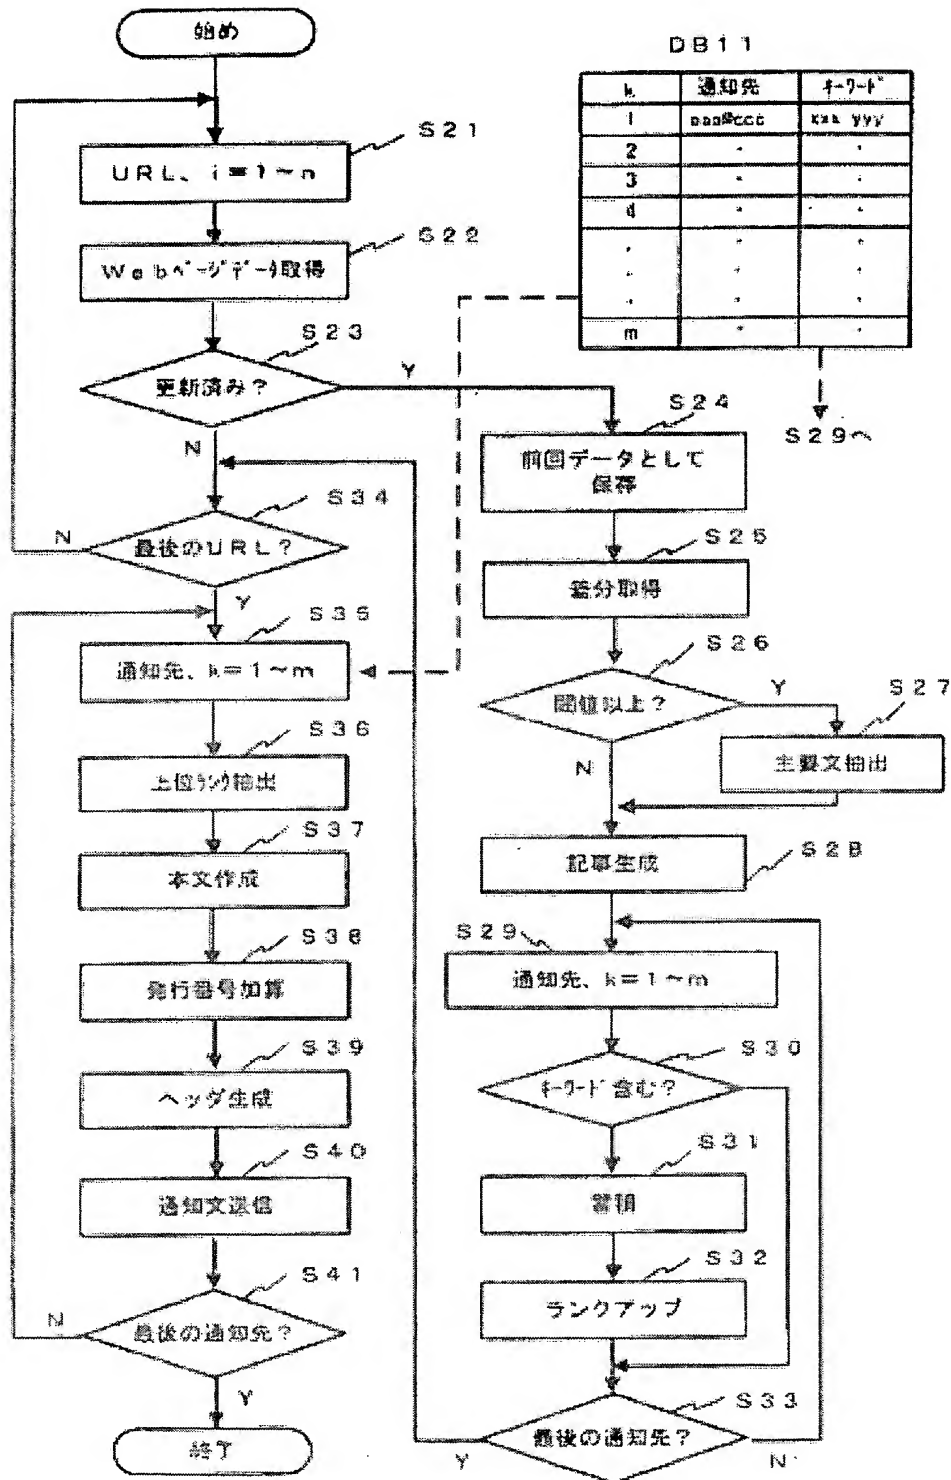 始め
DB11
k 通知先 キーワード
1 aaa@ccc xxx yyy
2
3
4
m
S29へ
S21
URL、i=1~n
S22
Webページデータ取得
S23
更新済み?
Y
N
S24
前回データとして
保存
S25
差分取得
S26
閾値以上?
Y
N
S27
主要文抽出
S28
記事生成
S29
通知先、k=1~m
S30
キーワード含む?
S31
蓄積
S32
ランクアップ
S33
最後の通知先?
Y
N
S34
最後のURL?
N
Y
S35
通知先、k=1~m
S36
上位ランク抽出
S37
本文作成
S38
発行番号加算
S39
ヘッダ生成
S40
通知文送信
S41
最後の通知先?
N
Y
終了